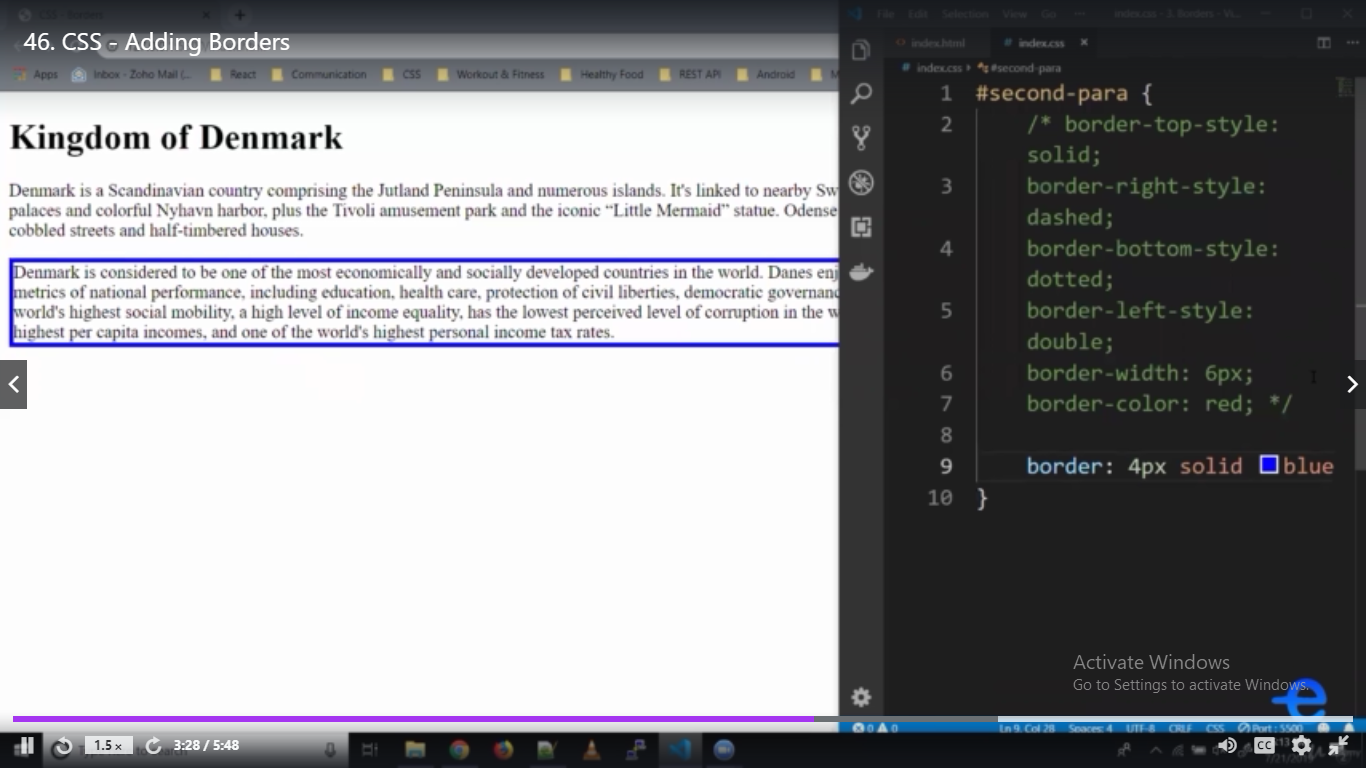 CSS - Borders
46. CSS - Adding Borders
Apps Inbox - Zoho Mail (... React Communication CSS Workout & Fitness Healthy Food REST API Android M
Kingdom of Denmark
Denmark is a Scandinavian country comprising the Jutland Peninsula and numerous islands. It's linked to nearby Sw
palaces and colorful Nyhavn harbor, plus the Tivoli amusement park and the iconic “Little Mermaid” statue. Odense
cobbled streets and half-timbered houses.
Denmark is considered to be one of the most economically and socially developed countries in the world. Danes enj
metrics of national performance, including education, health care, protection of civil liberties, democratic governanc
world's highest social mobility, a high level of income equality, has the lowest perceived level of corruption in the w
highest per capita incomes, and one of the world's highest personal income tax rates.
File Edit Selection View Go ... index.css - 3. Borders - Vi...
index.html # index.css ×
# index.css › #second-para
1 #second-para {
2 /* border-top-style:
solid;
3 border-right-style:
dashed;
4 border-bottom-style:
dotted;
5 border-left-style:
double;
6 border-width: 6px;
7 border-color: red; */
8
9 border: 4px solid blue
10 }
Activate Windows
Go to Settings to activate Windows.
e
0 0 Ln 9, Col 28 Spaces: 4 UTF-8 CRLF CSS Port : 5500
1.5 × 3:28 / 5:48
CC